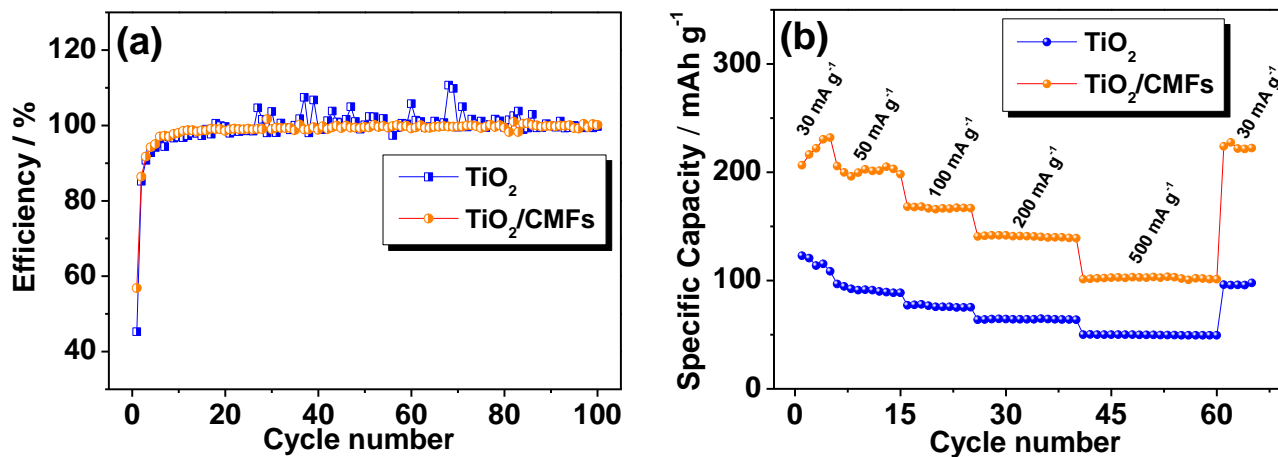 (a)
Efficiency / %
120
100
80
60
40
TiO₂
TiO₂/CMFs
0
20
40
60
80
100
Cycle number
(b)
Specific Capacity / mAh g⁻¹
300
200
100
0
TiO₂
TiO₂/CMFs
30 mA g⁻¹
50 mA g⁻¹
100 mA g⁻¹
200 mA g⁻¹
500 mA g⁻¹
30 mA g⁻¹
0
15
30
45
60
Cycle number